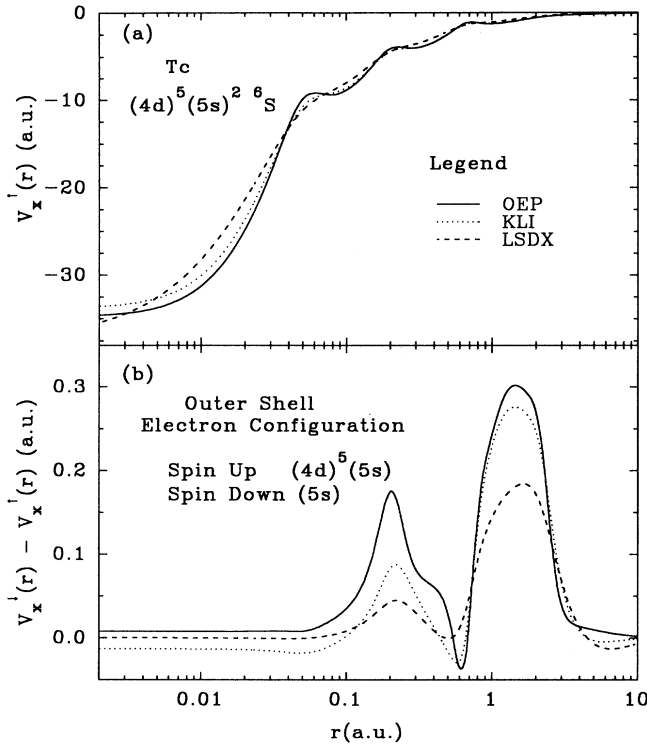 0
−10
−20
−30
V_x^↑(r) (a.u.)
(a)
Tc
(4d)^5(5s)^2 ^6S
Legend
OEP
KLI
LSDX
0.3
0.2
0.1
0.0
V_x^↓(r) − V_x^↑(r) (a.u.)
(b)
Outer Shell
Electron Configuration
Spin Up (4d)^5(5s)
Spin Down (5s)
0.01 0.1 1 10
r(a.u.)